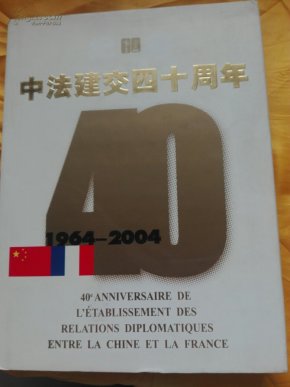 中法建交四十周年
40
1964-2004
40e ANNIVERSAIRE DE
L'ÉTABLISSEMENT DES
RELATIONS DIPLOMATIQUES
ENTRE LA CHINE ET LA FRANCE